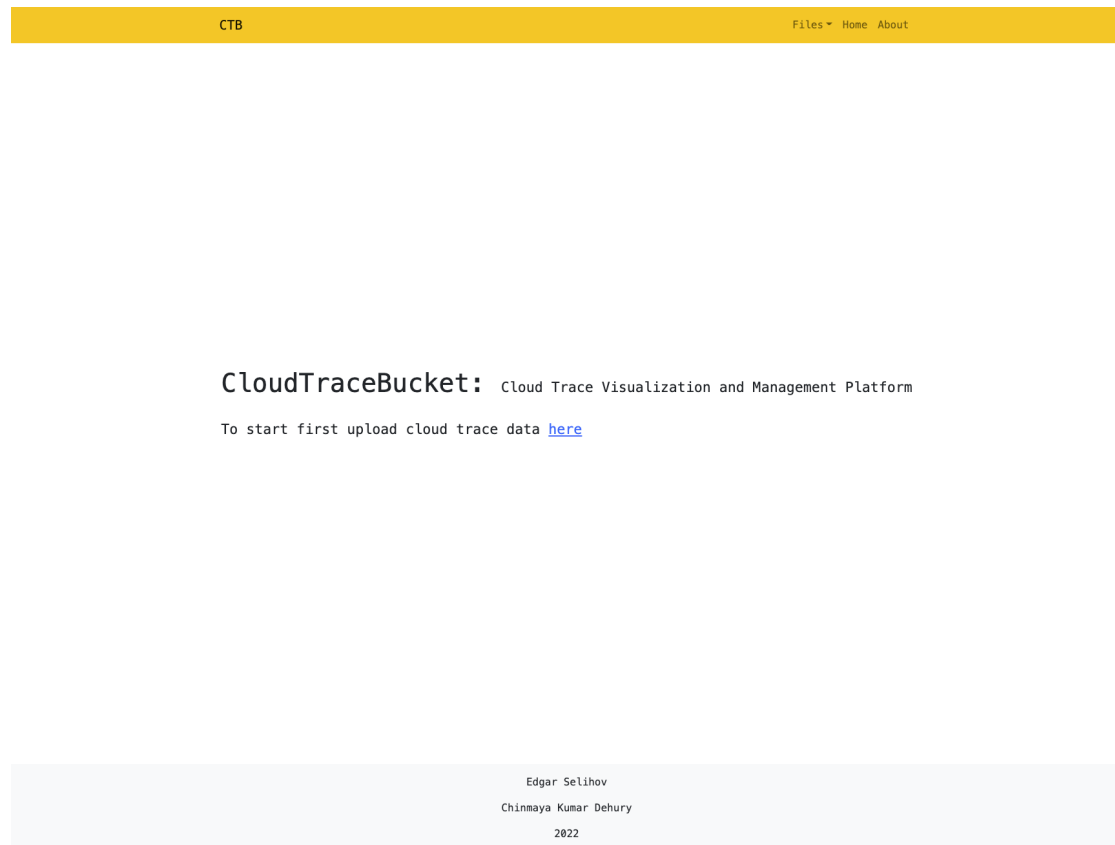 CTB Files Home About
CloudTraceBucket: Cloud Trace Visualization and Management Platform
To start first upload cloud trace data here
Edgar Selihov
Chinmaya Kumar Dehury
2022